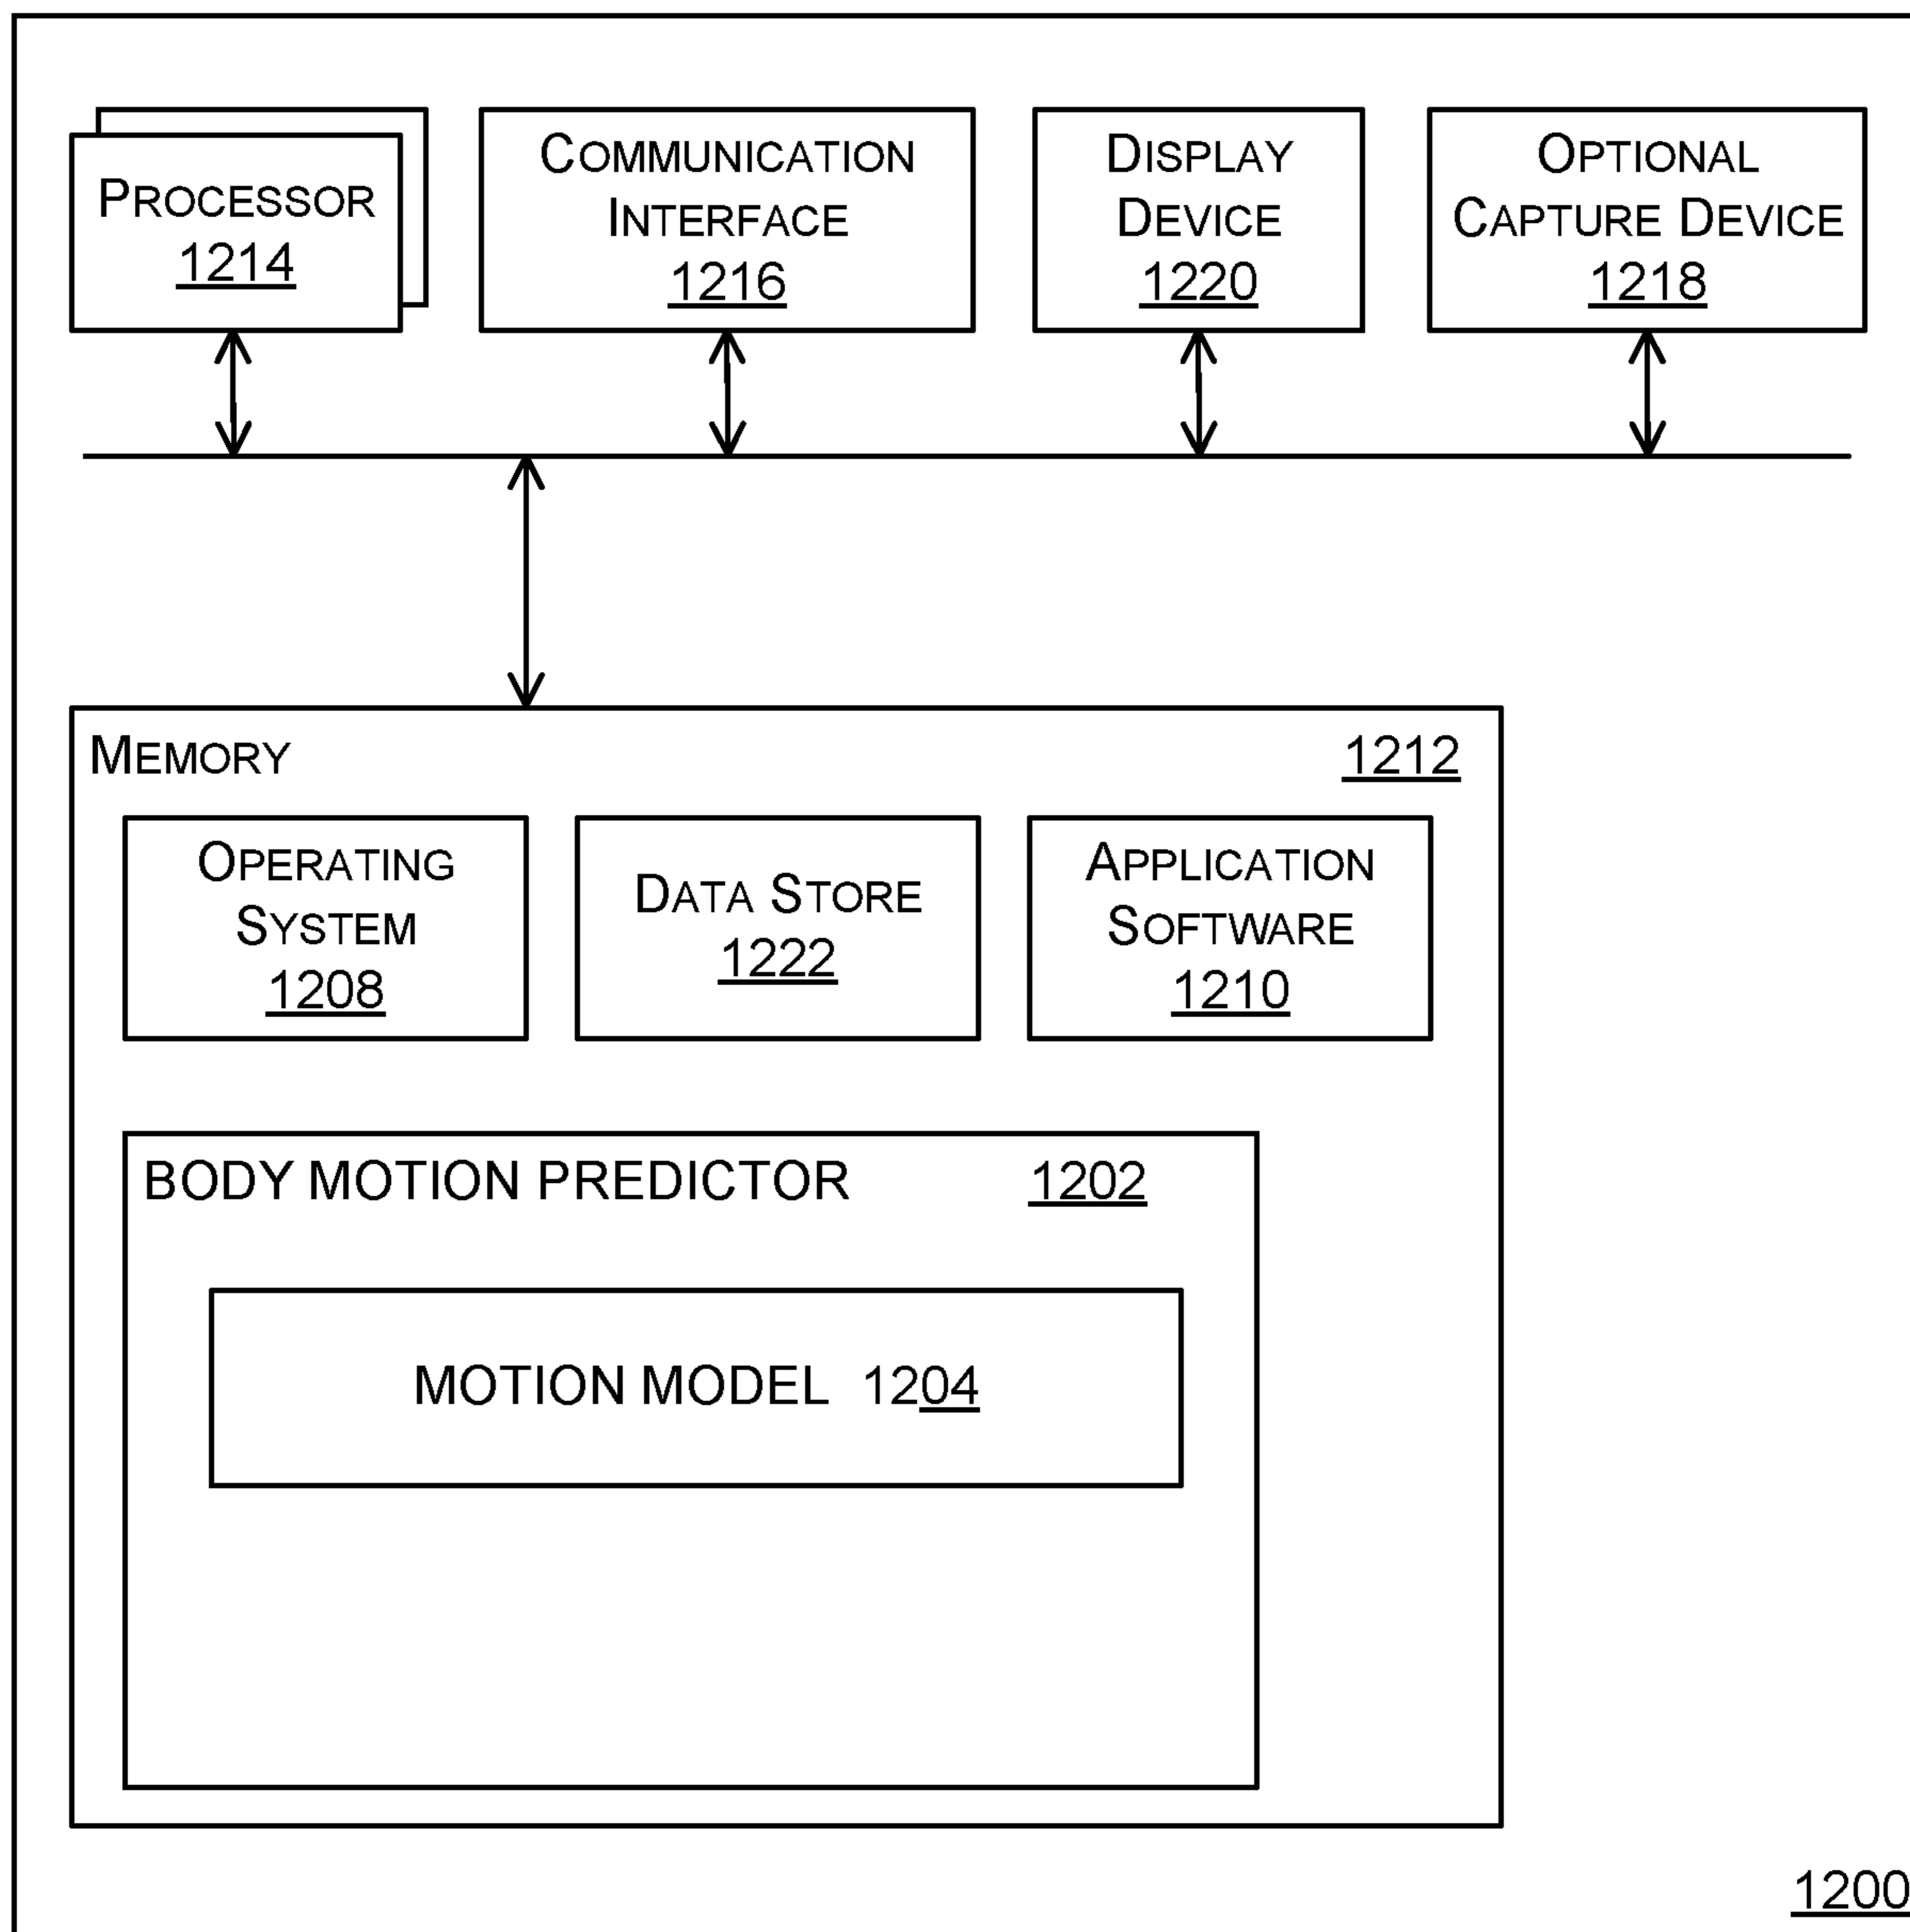 PROCESSOR
1214
COMMUNICATION
INTERFACE
1216
DISPLAY
DEVICE
1220
OPTIONAL
CAPTURE DEVICE
1218
MEMORY 1212
OPERATING
SYSTEM
1208
DATA STORE
1222
APPLICATION
SOFTWARE
1210
BODY MOTION PREDICTOR 1202
MOTION MODEL 1204
1200